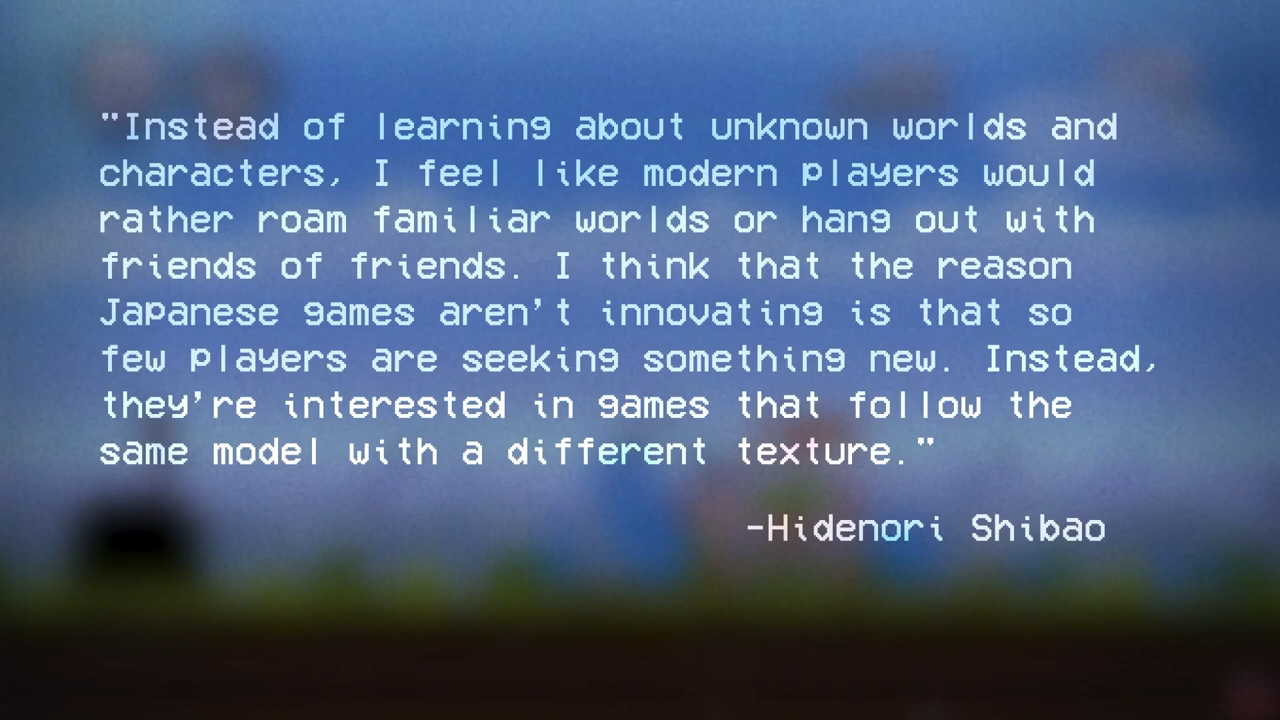 "Instead of learning about unknown worlds and
characters, I feel like modern players would
rather roam familiar worlds or hang out with
friends of friends. I think that the reason
Japanese games aren't innovating is that so
few players are seeking something new. Instead,
they're interested in games that follow the
same model with a different texture."
-Hidenori Shibao